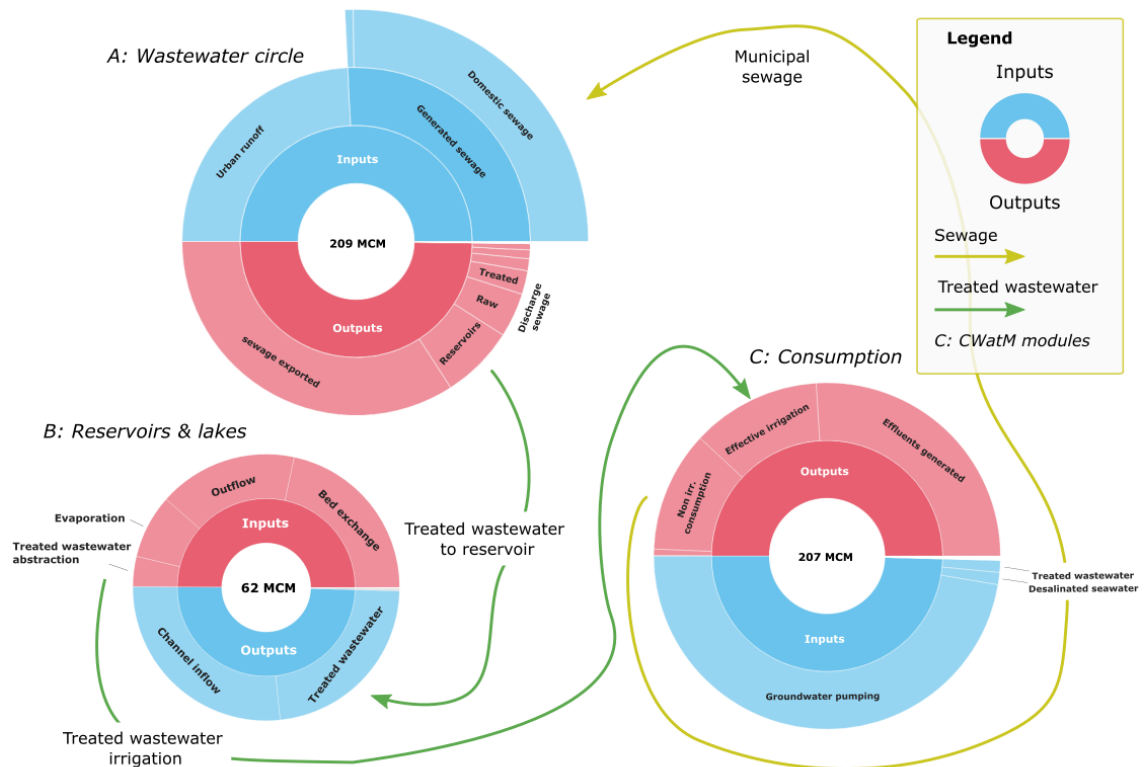 A: Wastewater circle
Domestic sewage
Generated sewage
Urban runoff
Inputs
209 MCM
Outputs
sewage exported
Reservoirs
Raw
Treated
Discharge
sewage
Municipal
sewage
Legend
Inputs
Outputs
Sewage
Treated wastewater
C: CWatM modules
B: Reservoirs & lakes
Outflow
Bed exchange
Evaporation
Treated wastewater
abstraction
Inputs
62 MCM
Outputs
Channel inflow
Treated wastewater
Treated wastewater
to reservoir
Treated wastewater
irrigation
C: Consumption
Effective irrigation
Effluents generated
Non irr.
consumption
Outputs
207 MCM
Inputs
Groundwater pumping
Treated wastewater
Desalinated seawater